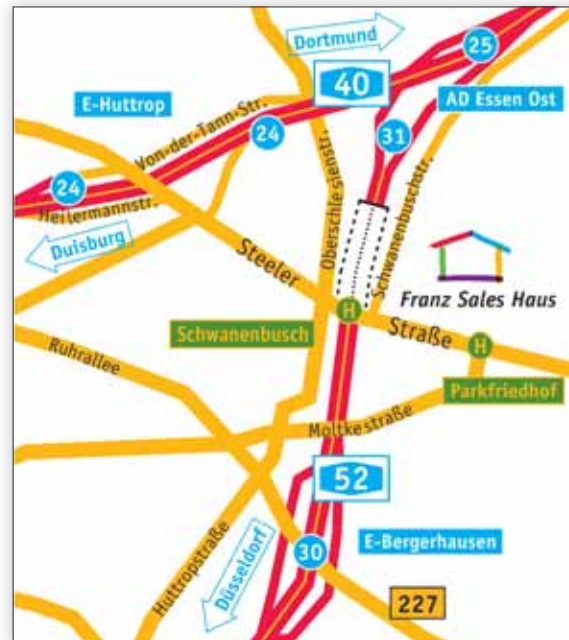 Dortmund
25
40
E-Huttrop
AD Essen Ost
Von-der-Tann-Str.
24
31
24
Heilermannstr.
Oberschlesienstr.
Schwanenbuschstr.
Duisburg
Steeler
Franz Sales Haus
H
Schwanenbusch
Straße
H
Ruhrallee
Parkfriedhof
Moltkestraße
52
E-Bergerhausen
30
Huttropstraße
Düsseldorf
227